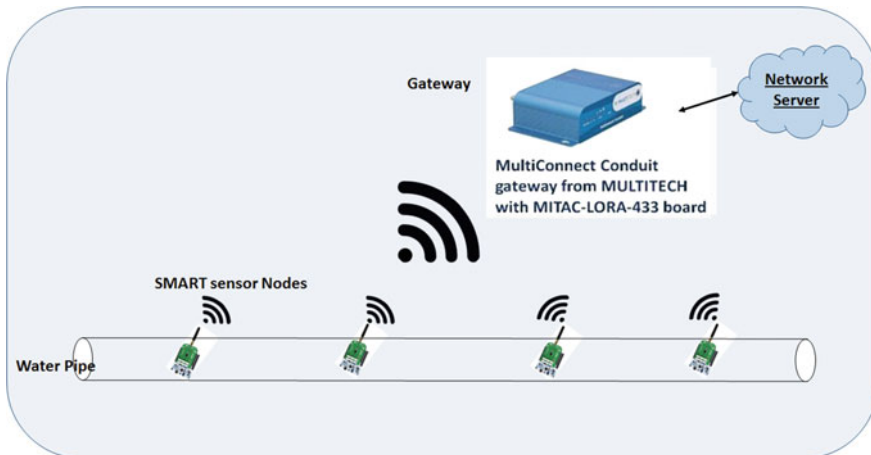 Gateway
Network
Server
MultiConnect Conduit
gateway from MULTITECH
with MITAC-LORA-433 board
SMART sensor Nodes
Water Pipe